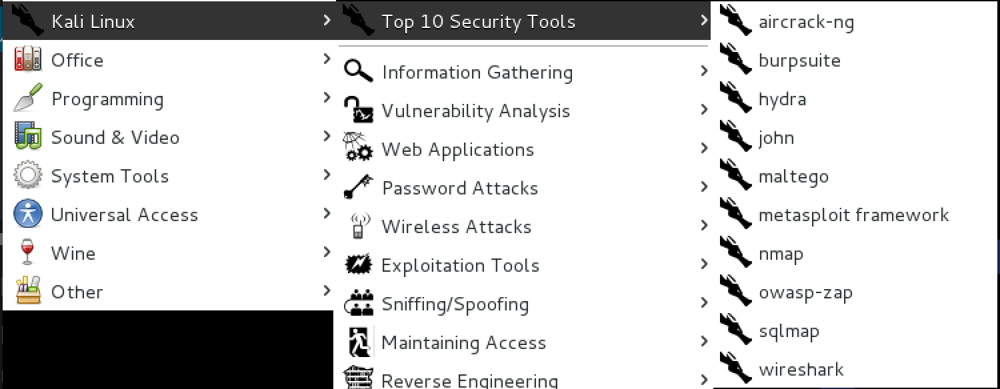 Kali Linux
Office
Programming
Sound & Video
System Tools
Universal Access
Wine
Other
Top 10 Security Tools
Information Gathering
Vulnerability Analysis
Web Applications
Password Attacks
Wireless Attacks
Exploitation Tools
Sniffing/Spoofing
Maintaining Access
Reverse Engineering
aircrack-ng
burpsuite
hydra
john
maltego
metasploit framework
nmap
owasp-zap
sqlmap
wireshark